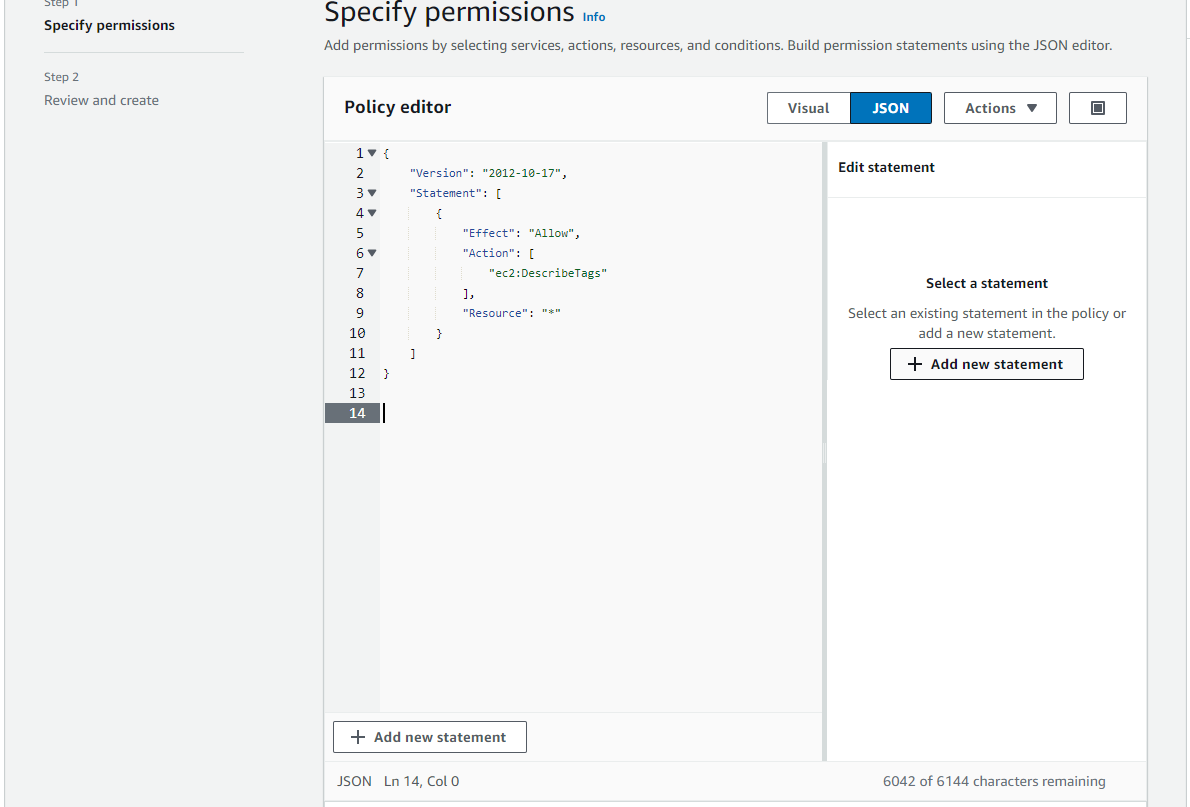 Step 1
Specify permissions
Step 2
Review and create
Specify permissions Info
Add permissions by selecting services, actions, resources, and conditions. Build permission statements using the JSON editor.
Policy editor
Visual JSON Actions
1 {
2 "Version": "2012-10-17",
3 "Statement": [
4 {
5 "Effect": "Allow",
6 "Action": [
7 "ec2:DescribeTags"
8 ],
9 "Resource": "*"
10 }
11 ]
12 }
13
14
Edit statement
Select a statement
Select an existing statement in the policy or
add a new statement.
+ Add new statement
+ Add new statement
JSON Ln 14, Col 0
6042 of 6144 characters remaining